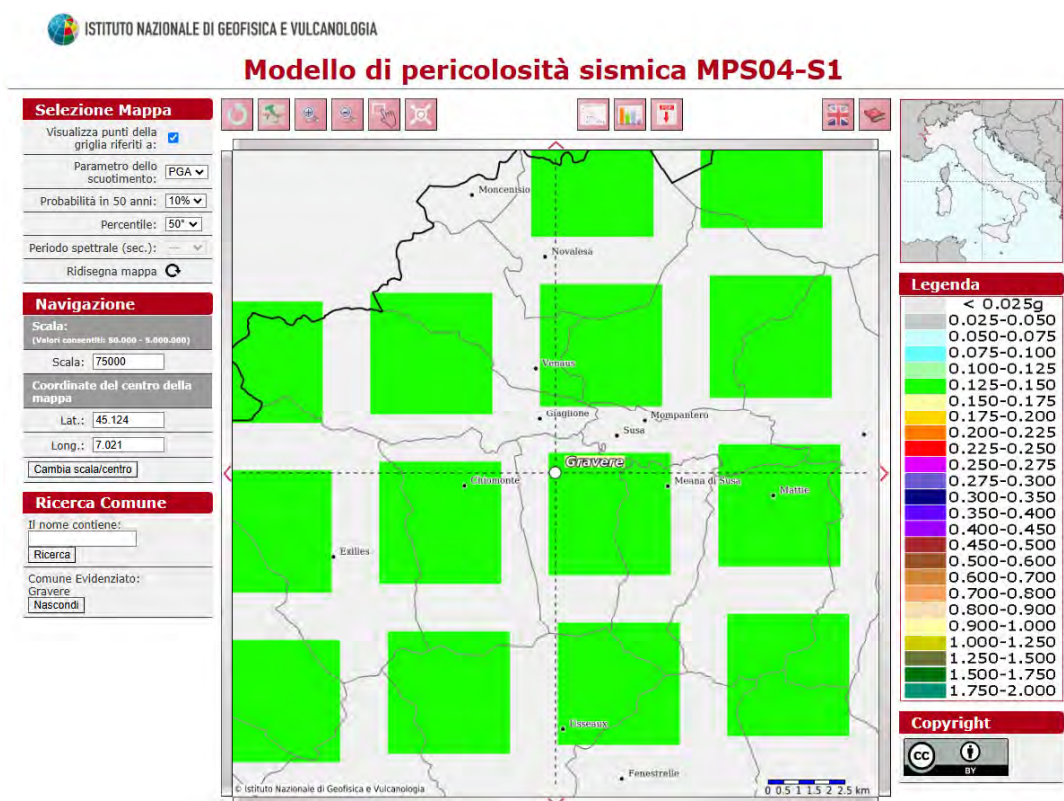 ISTITUTO NAZIONALE DI GEOFISICA E VULCANOLOGIA
Modello di pericolosità sismica MPS04-S1
Selezione Mappa
Visualizza punti della
griglia riferiti a:
Parametro dello
scuotimento: PGA
Probabilità in 50 anni: 10%
Percentile: 50°
Periodo spettrale (sec.): ---
Ridisegna mappa
Navigazione
Scala:
(Valori consentiti: 50.000 - 5.000.000)
Scala: 75000
Coordinate del centro della
mappa
Lat.: 45.124
Long.: 7.021
Cambia scala/centro
Ricerca Comune
Il nome contiene:
Ricerca
Comune Evidenziato:
Gravere
Nascondi
PDF
Moncenisio
Novalesa
Venaus
Giaglione
Mompantero
Susa
Gravere
Chiomonte
Meana di Susa
Mattie
Exilles
Usseaux
Fenestrelle
© Istituto Nazionale di Geofisica e Vulcanologia
0 0.5 1 1.5 2 2.5 km
Legenda
< 0.025g
0.025-0.050
0.050-0.075
0.075-0.100
0.100-0.125
0.125-0.150
0.150-0.175
0.175-0.200
0.200-0.225
0.225-0.250
0.250-0.275
0.275-0.300
0.300-0.350
0.350-0.400
0.400-0.450
0.450-0.500
0.500-0.600
0.600-0.700
0.700-0.800
0.800-0.900
0.900-1.000
1.000-1.250
1.250-1.500
1.500-1.750
1.750-2.000
Copyright
CC
BY